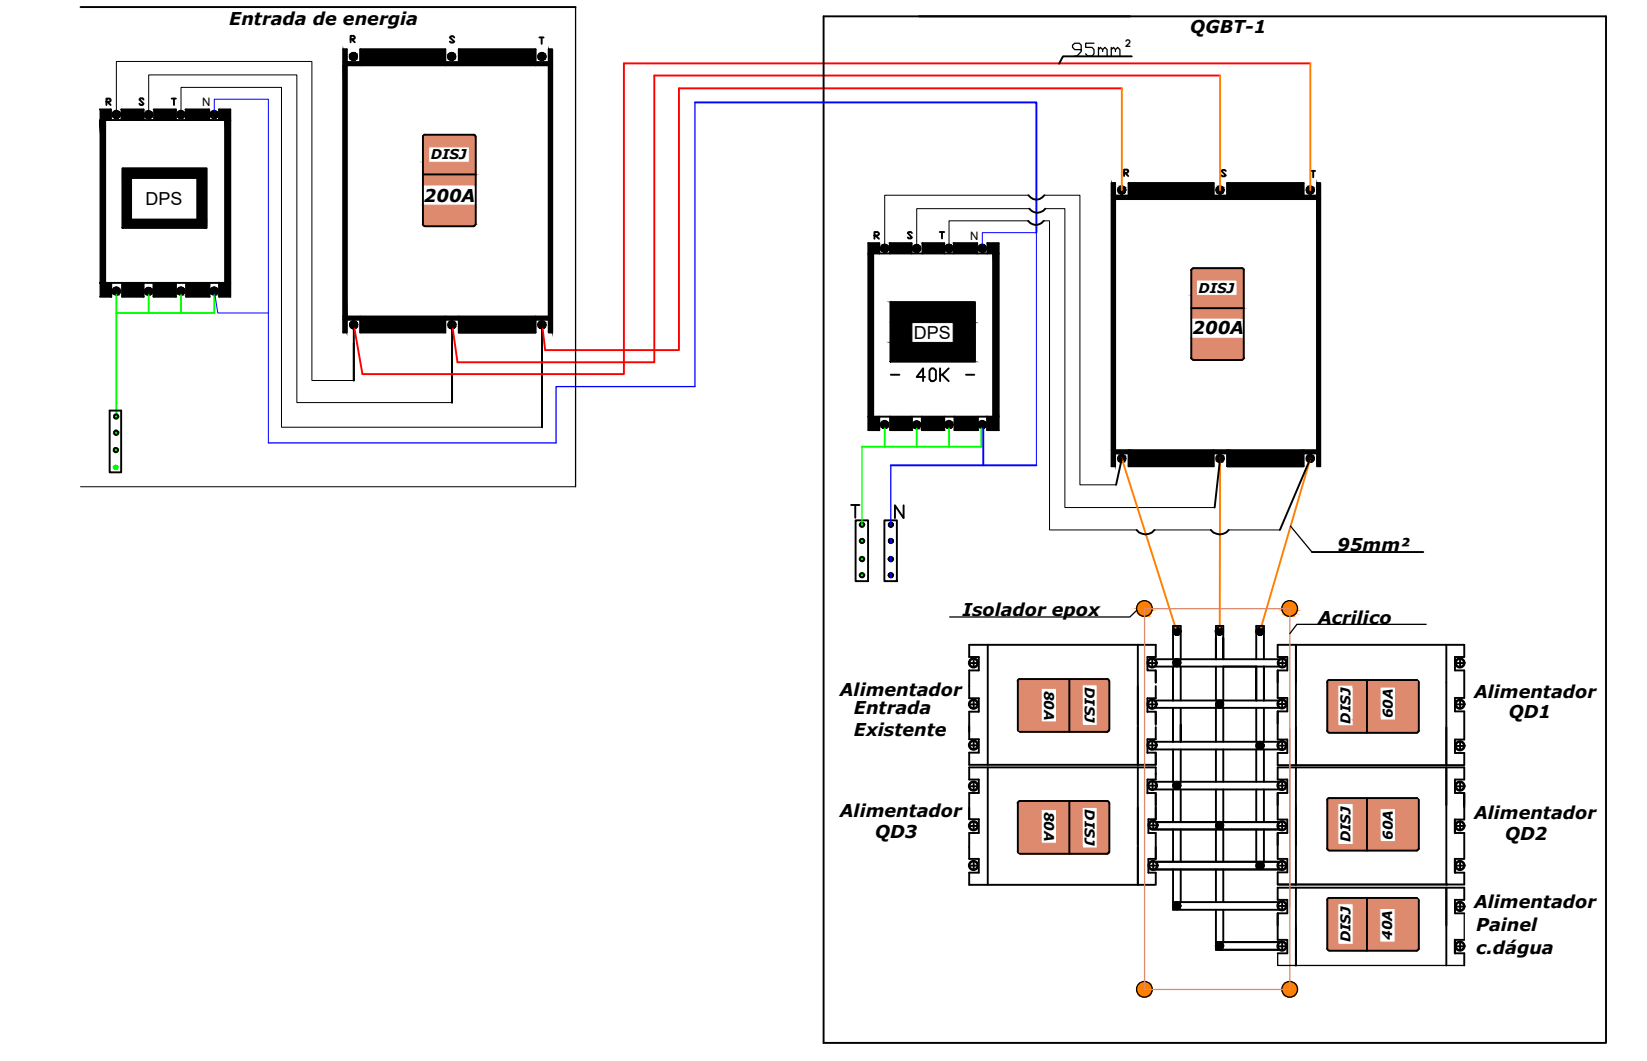 Entrada de energia
R S T
R S T N
DISJ
200A
DPS
QGBT-1
95mm²
R S T
R S T N
DISJ
200A
DPS
- 40K -
T N
95mm²
Isolador epox
Acrilico
Alimentador
Entrada
Existente
80A DISJ
DISJ 60A
Alimentador
QD1
Alimentador
QD3
80A DISJ
DISJ 60A
Alimentador
QD2
DISJ 40A
Alimentador
Painel
c.dágua